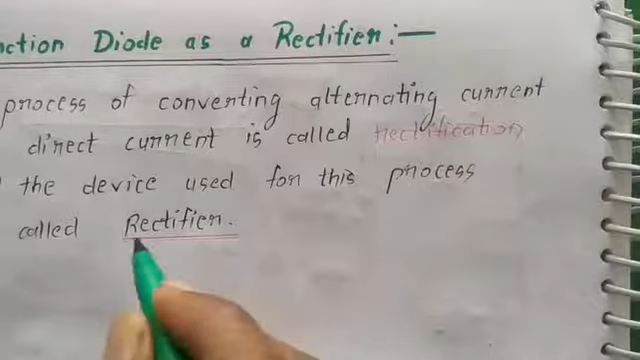 nction Diode as a Rectifier:—
process of converting alternating current
direct current is called rectification
the device used for this process
called Rectifier.